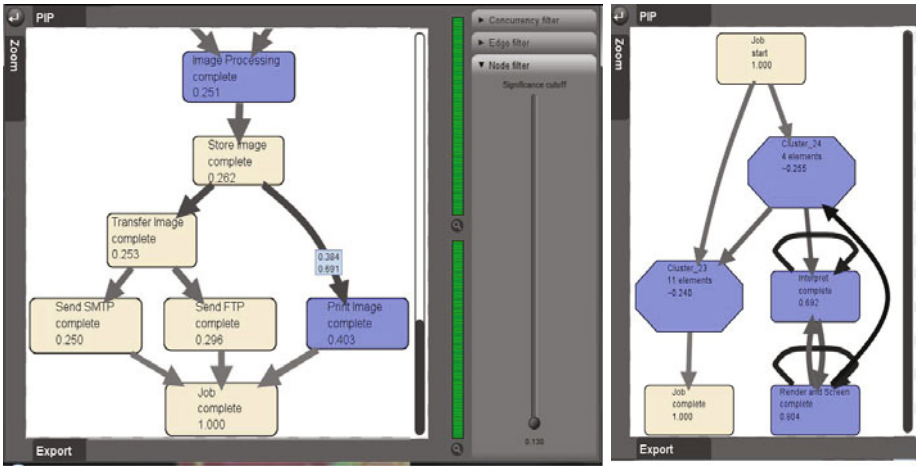 PIP
Zoom
Image Processing
complete
0.251
Store Image
complete
0.262
Transfer Image
complete
0.253
0.384
0.691
Send SMTP
complete
0.250
Send FTP
complete
0.296
Print Image
complete
0.403
Job
complete
1.000
Export
Concurrency filter
Edge filter
Node filter
Significance cutoff
0.130
PIP
Zoom
Job
start
1.000
Cluster_24
4 elements
~0.255
Cluster_23
11 elements
~0.240
Interpret
complete
0.692
Job
complete
1.000
Render and Screen
complete
0.804
Export